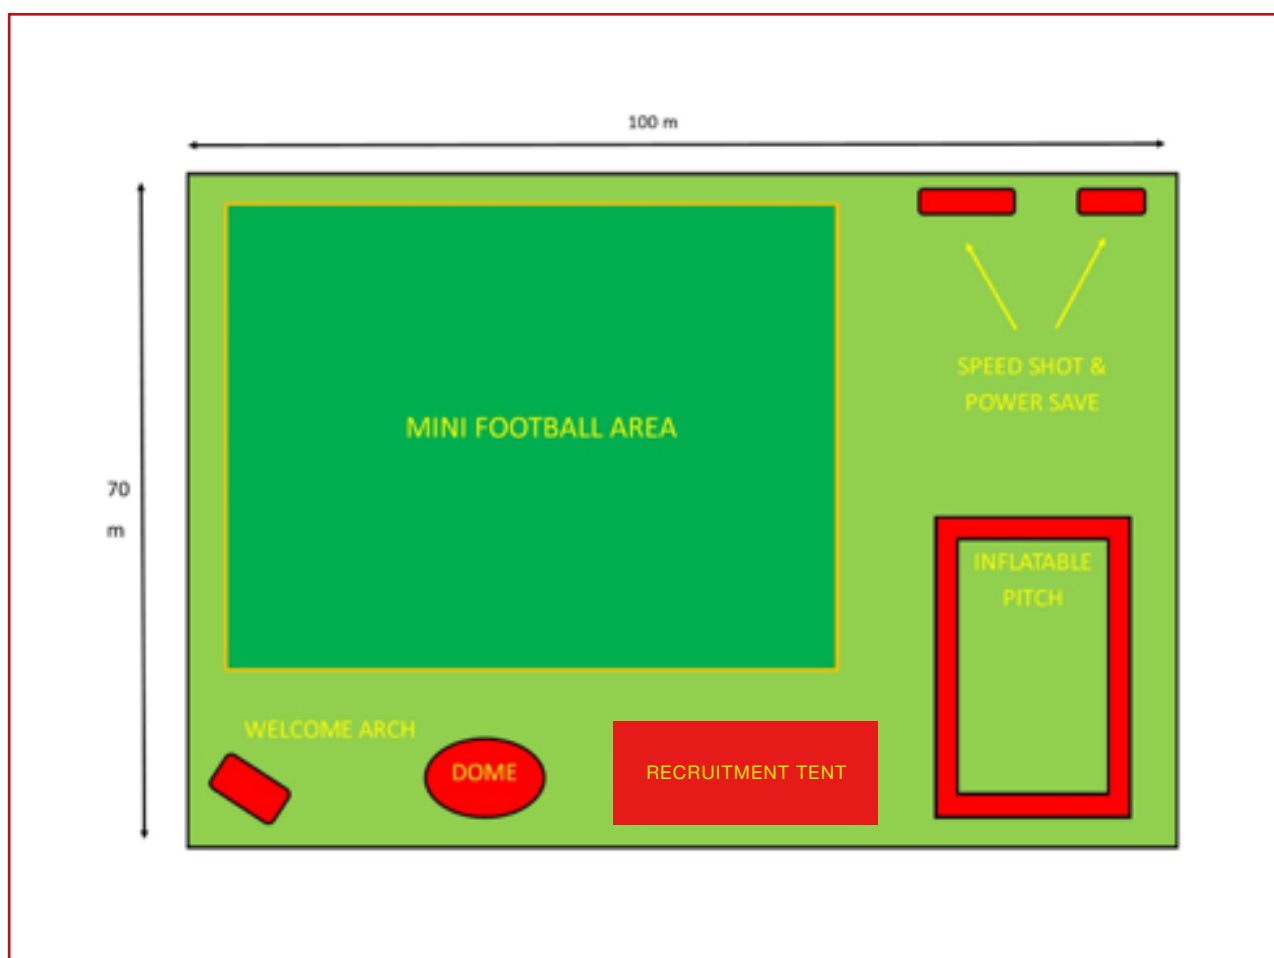 100 m
SPEED SHOT &
POWER SAVE
MINI FOOTBALL AREA
70
m
INFLATABLE
PITCH
WELCOME ARCH
DOME
RECRUITMENT TENT